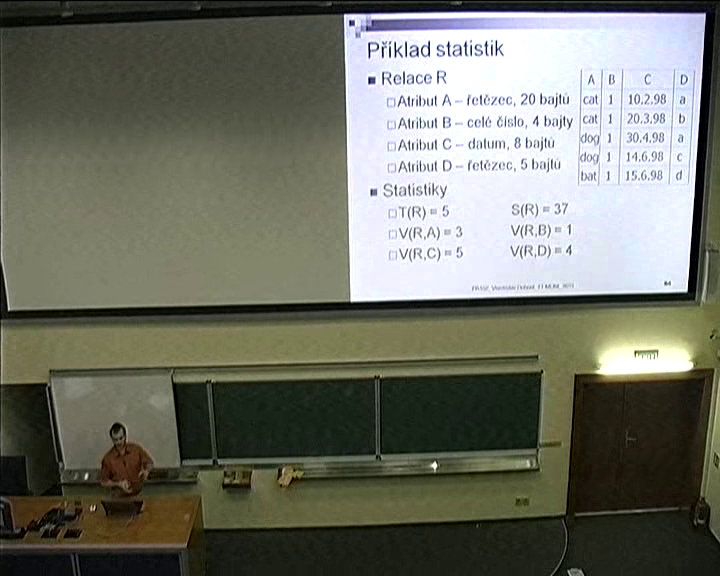 Příklad statistik
Relace R
Atribut A – řetězec, 20 bajtů
Atribut B – celé číslo, 4 bajty
Atribut C – datum, 8 bajtů
Atribut D – řetězec, 5 bajtů
A B C D
cat 1 10.2.98 a
cat 1 20.3.98 b
dog 1 30.4.98 a
dog 1 14.6.98 c
bat 1 15.6.98 d
Statistiky
T(R) = 5 S(R) = 37
V(R,A) = 3 V(R,B) = 1
V(R,C) = 5 V(R,D) = 4